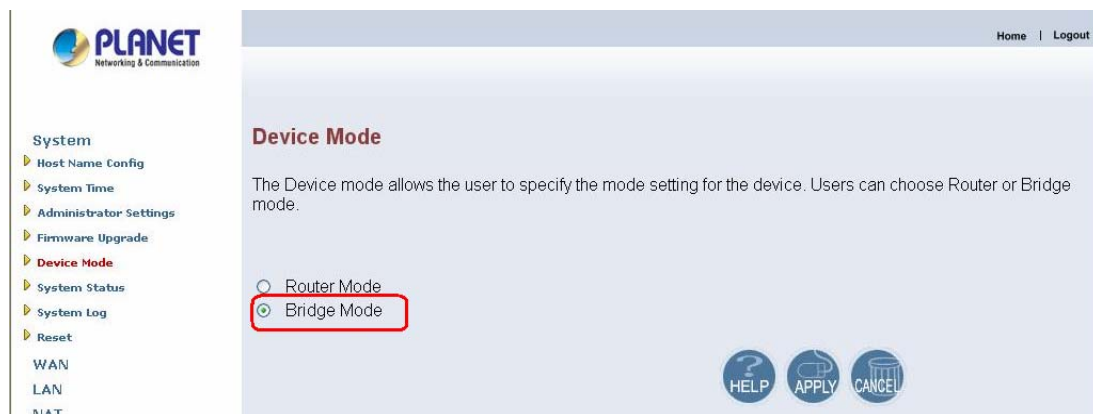 PLANET
Networking & Communication
Home | Logout
System
Host Name Config
System Time
Administrator Settings
Firmware Upgrade
Device Mode
System Status
System Log
Reset
WAN
LAN
NAT
Device Mode
The Device mode allows the user to specify the mode setting for the device. Users can choose Router or Bridge
mode.
Router Mode
Bridge Mode
HELP
APPLY
CANCEL